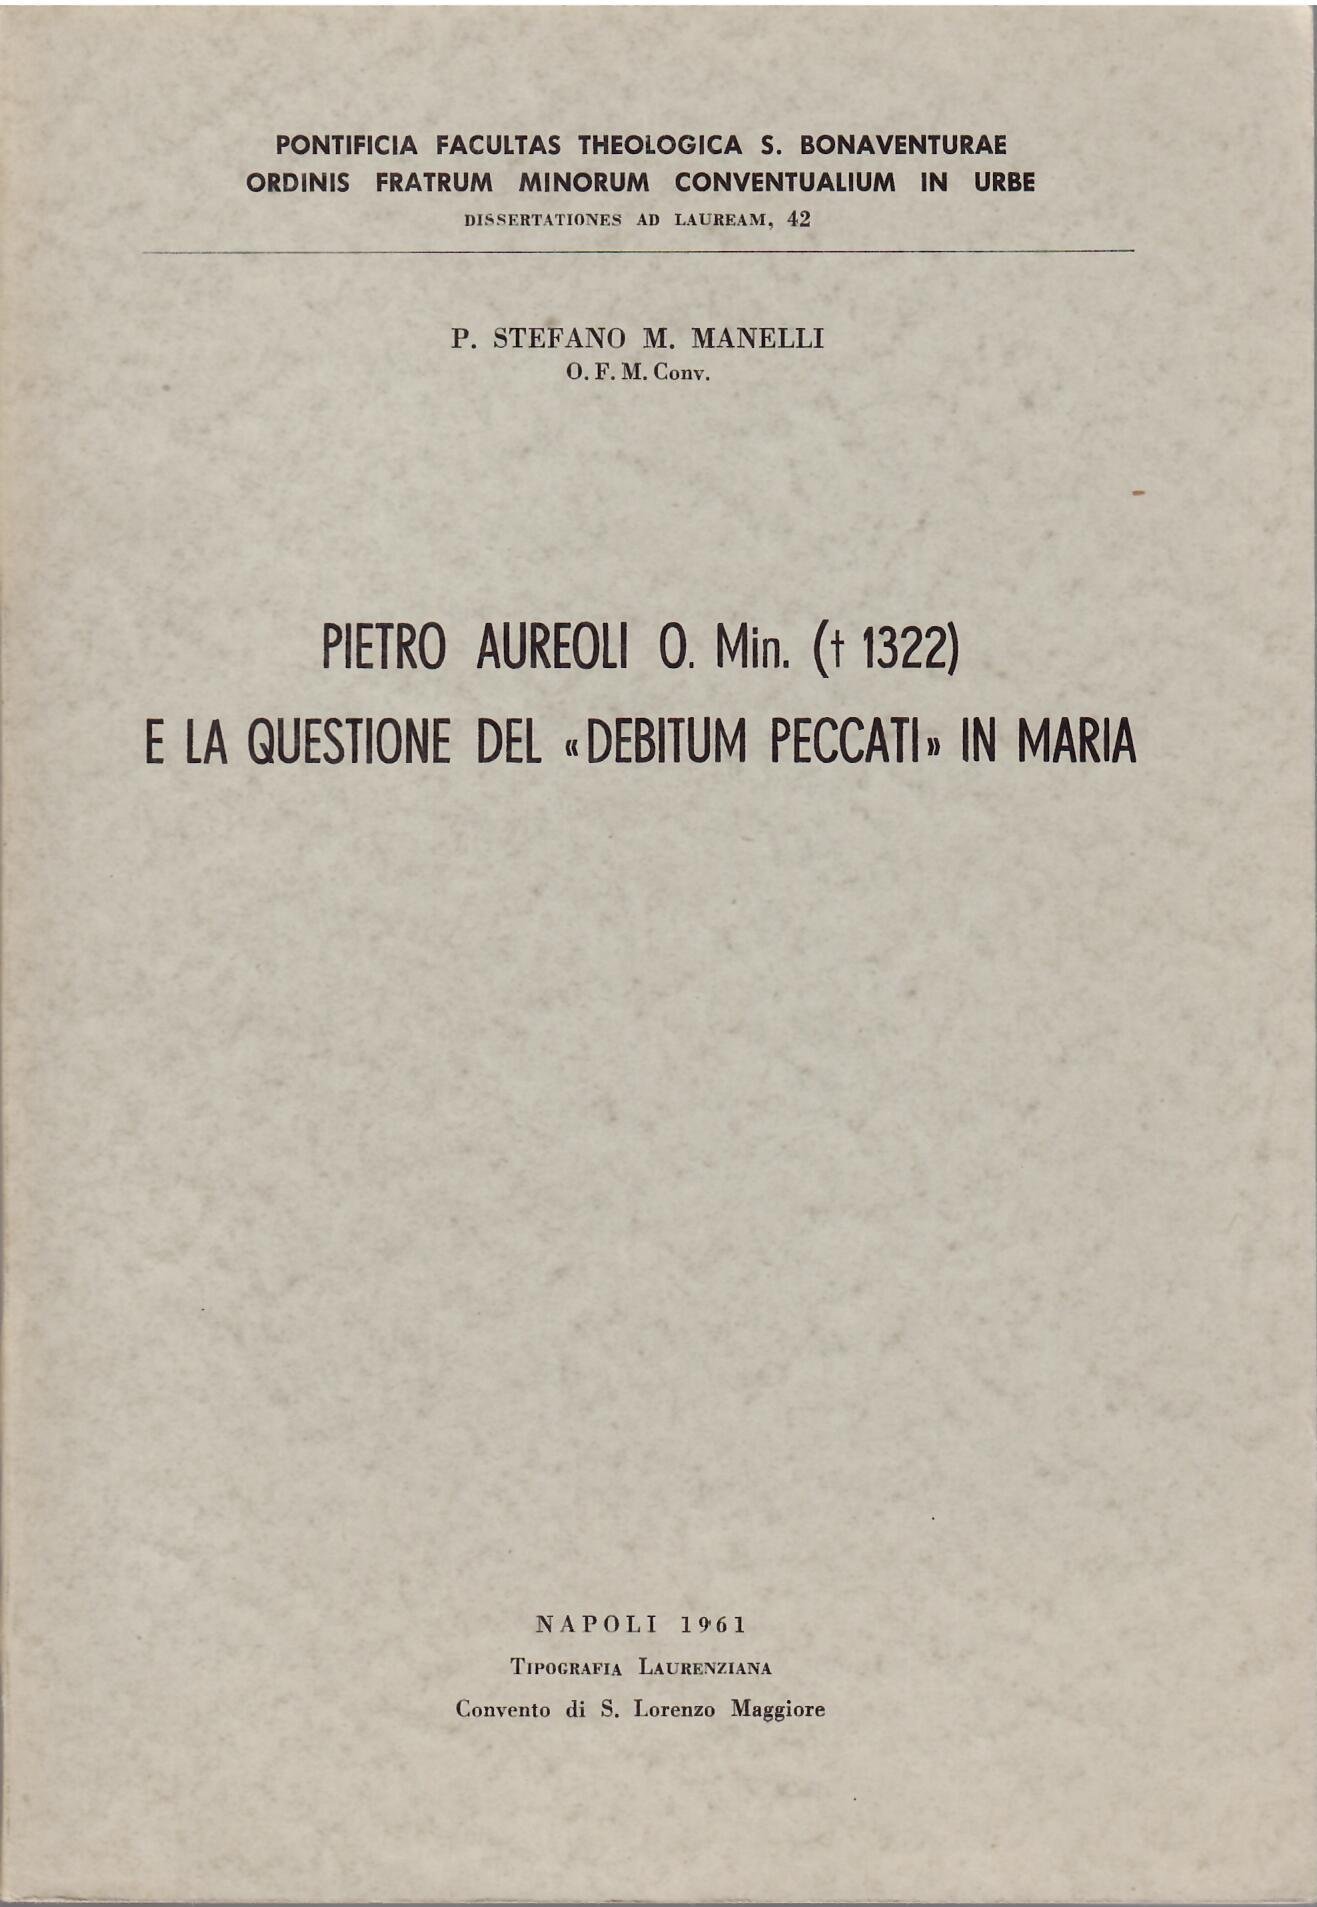 PONTIFICIA FACULTAS THEOLOGICA S. BONAVENTURAE
ORDINIS FRATRUM MINORUM CONVENTUALIUM IN URBE
DISSERTATIONES AD LAUREAM, 42
P. STEFANO M. MANELLI
O. F. M. Conv.
PIETRO AUREOLI O. Min. († 1322)
E LA QUESTIONE DEL «DEBITUM PECCATI» IN MARIA
NAPOLI 1961
TIPOGRAFIA LAURENZIANA
Convento di S. Lorenzo Maggiore